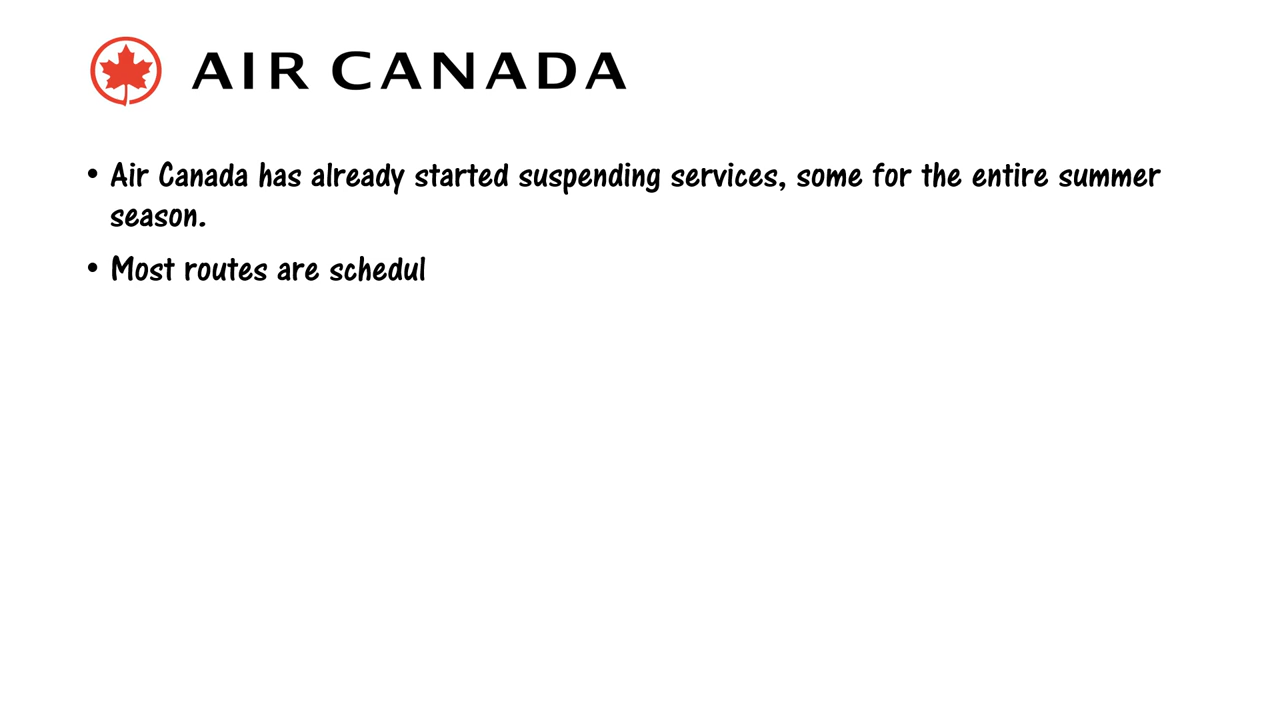 AIR CANADA
• Air Canada has already started suspending services, some for the entire summer
season.
• Most routes are schedul